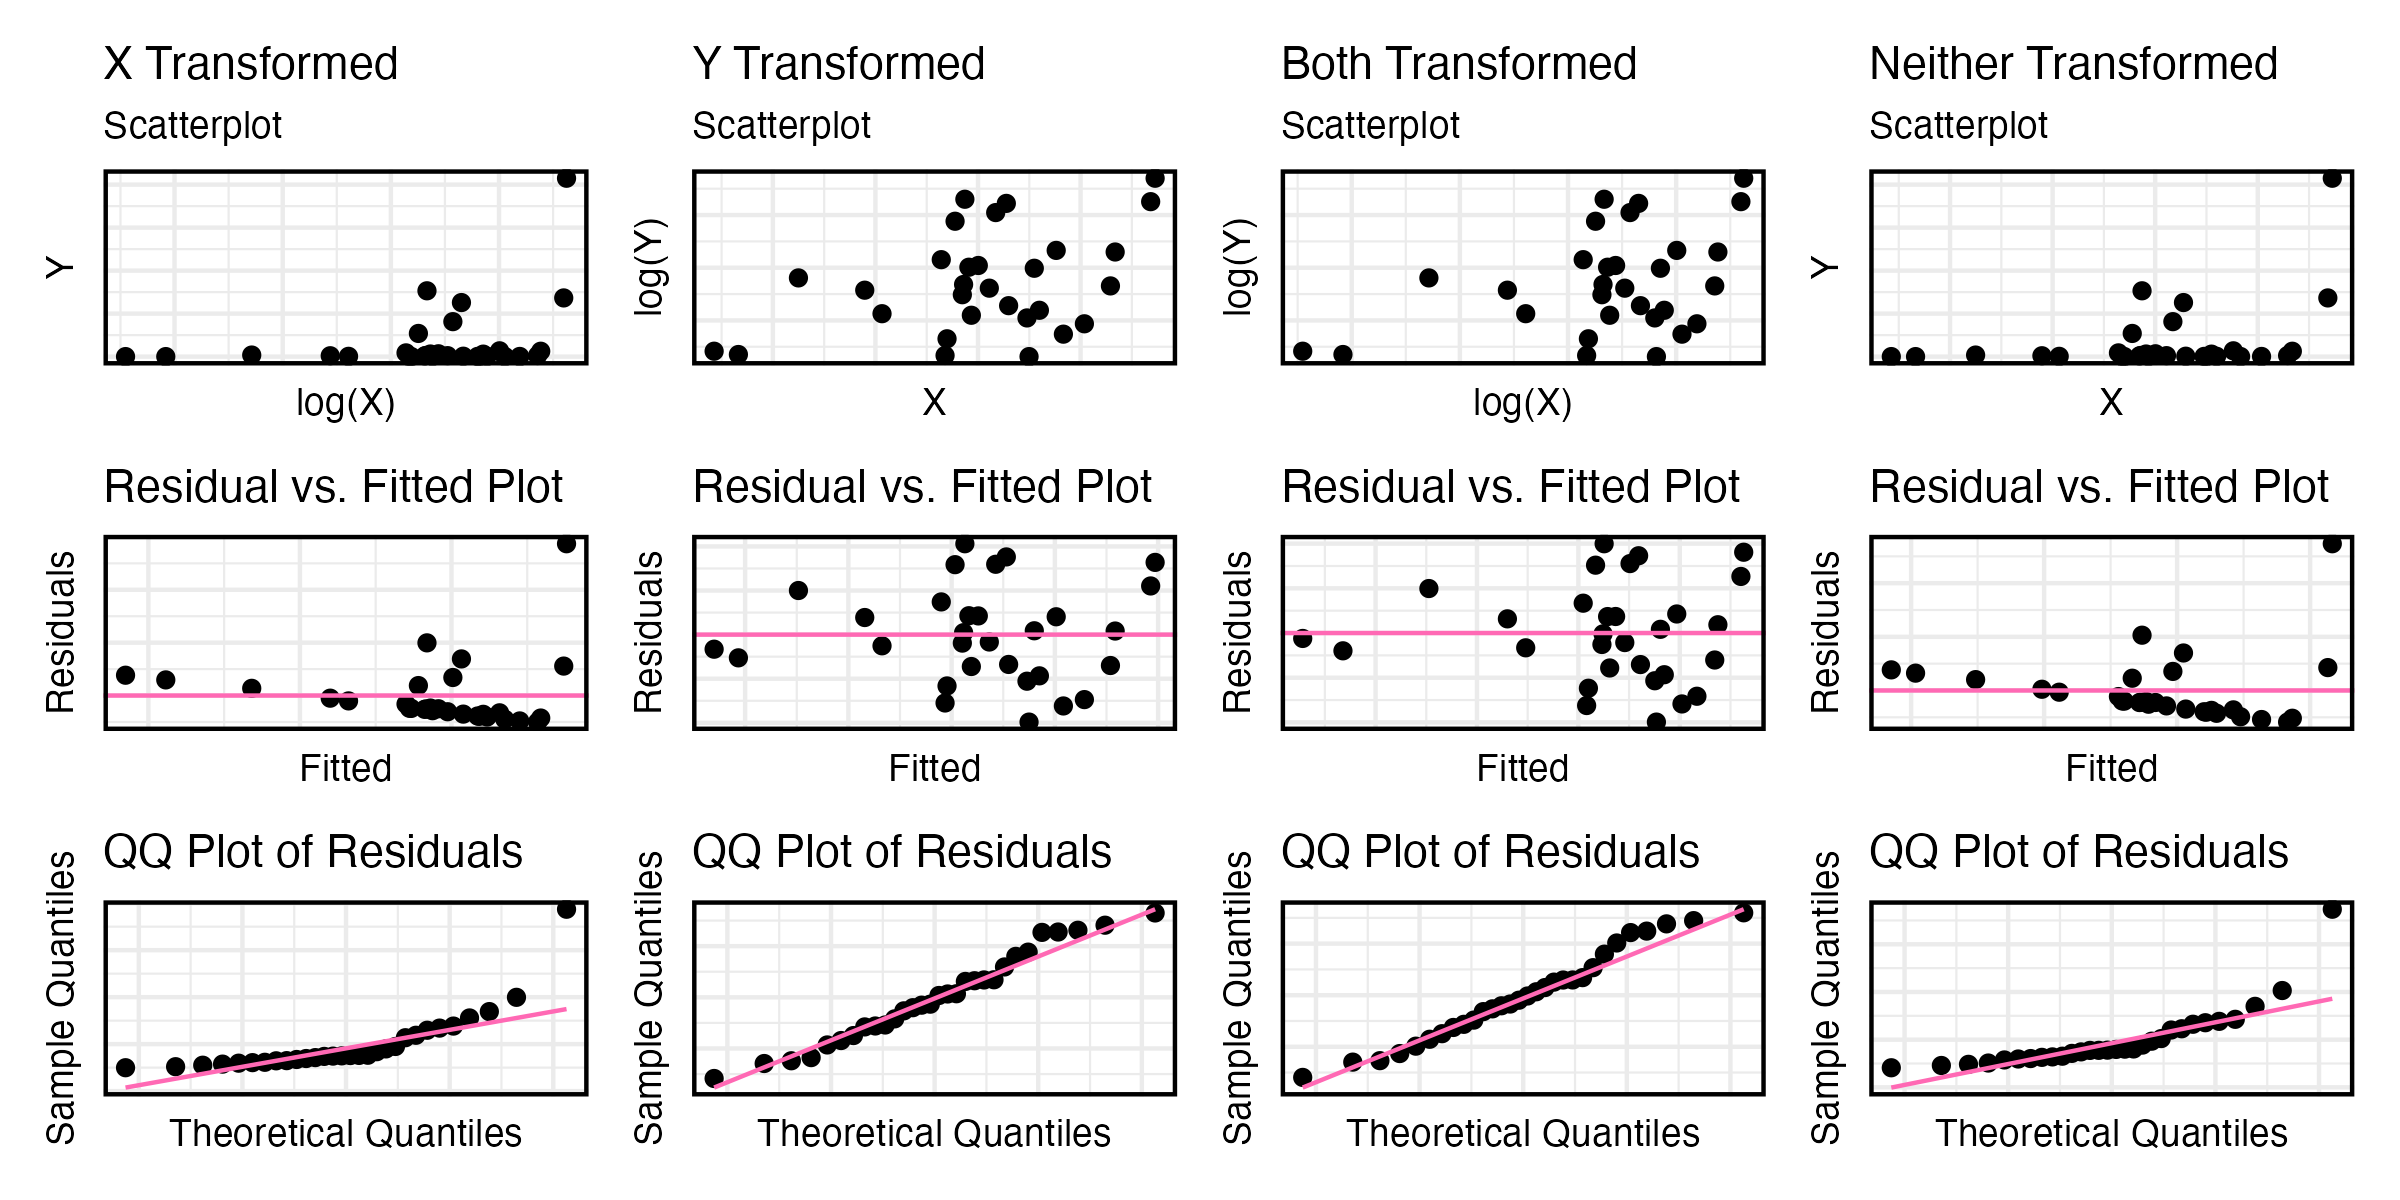 X Transformed
Scatterplot
Y
log(X)
Residual vs. Fitted Plot
Residuals
Fitted
QQ Plot of Residuals
Sample Quantiles
Theoretical Quantiles
Y Transformed
Scatterplot
log(Y)
X
Residual vs. Fitted Plot
Residuals
Fitted
QQ Plot of Residuals
Sample Quantiles
Theoretical Quantiles
Both Transformed
Scatterplot
log(Y)
log(X)
Residual vs. Fitted Plot
Residuals
Fitted
QQ Plot of Residuals
Sample Quantiles
Theoretical Quantiles
Neither Transformed
Scatterplot
Y
X
Residual vs. Fitted Plot
Residuals
Fitted
QQ Plot of Residuals
Sample Quantiles
Theoretical Quantiles